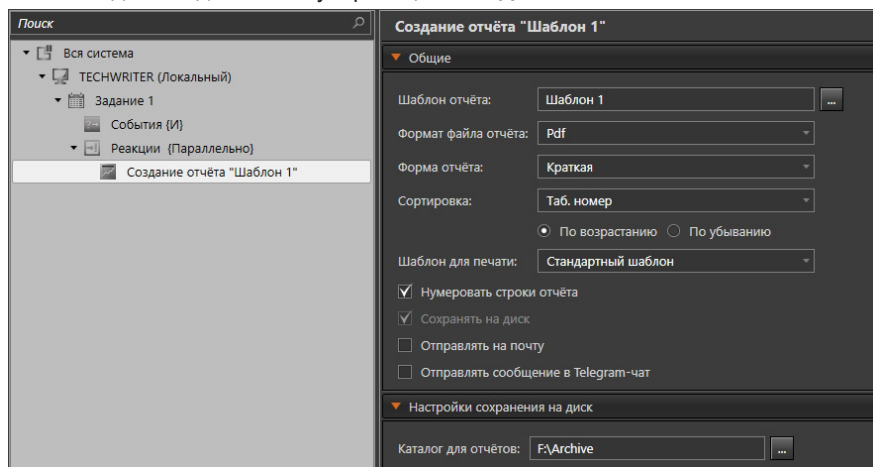 Поиск
Вся система
TECHWRITER (Локальный)
Задание 1
События {И}
Реакции {Параллельно}
Создание отчёта "Шаблон 1"
Создание отчёта "Шаблон 1"
Общие
Шаблон отчёта: Шаблон 1 ...
Формат файла отчёта: Pdf
Форма отчёта: Краткая
Сортировка: Таб. номер
По возрастанию По убыванию
Шаблон для печати: Стандартный шаблон
Нумеровать строки отчёта
Сохранять на диск
Отправлять на почту
Отправлять сообщение в Telegram-чат
Настройки сохранения на диск
Каталог для отчётов: F:\Archive ...